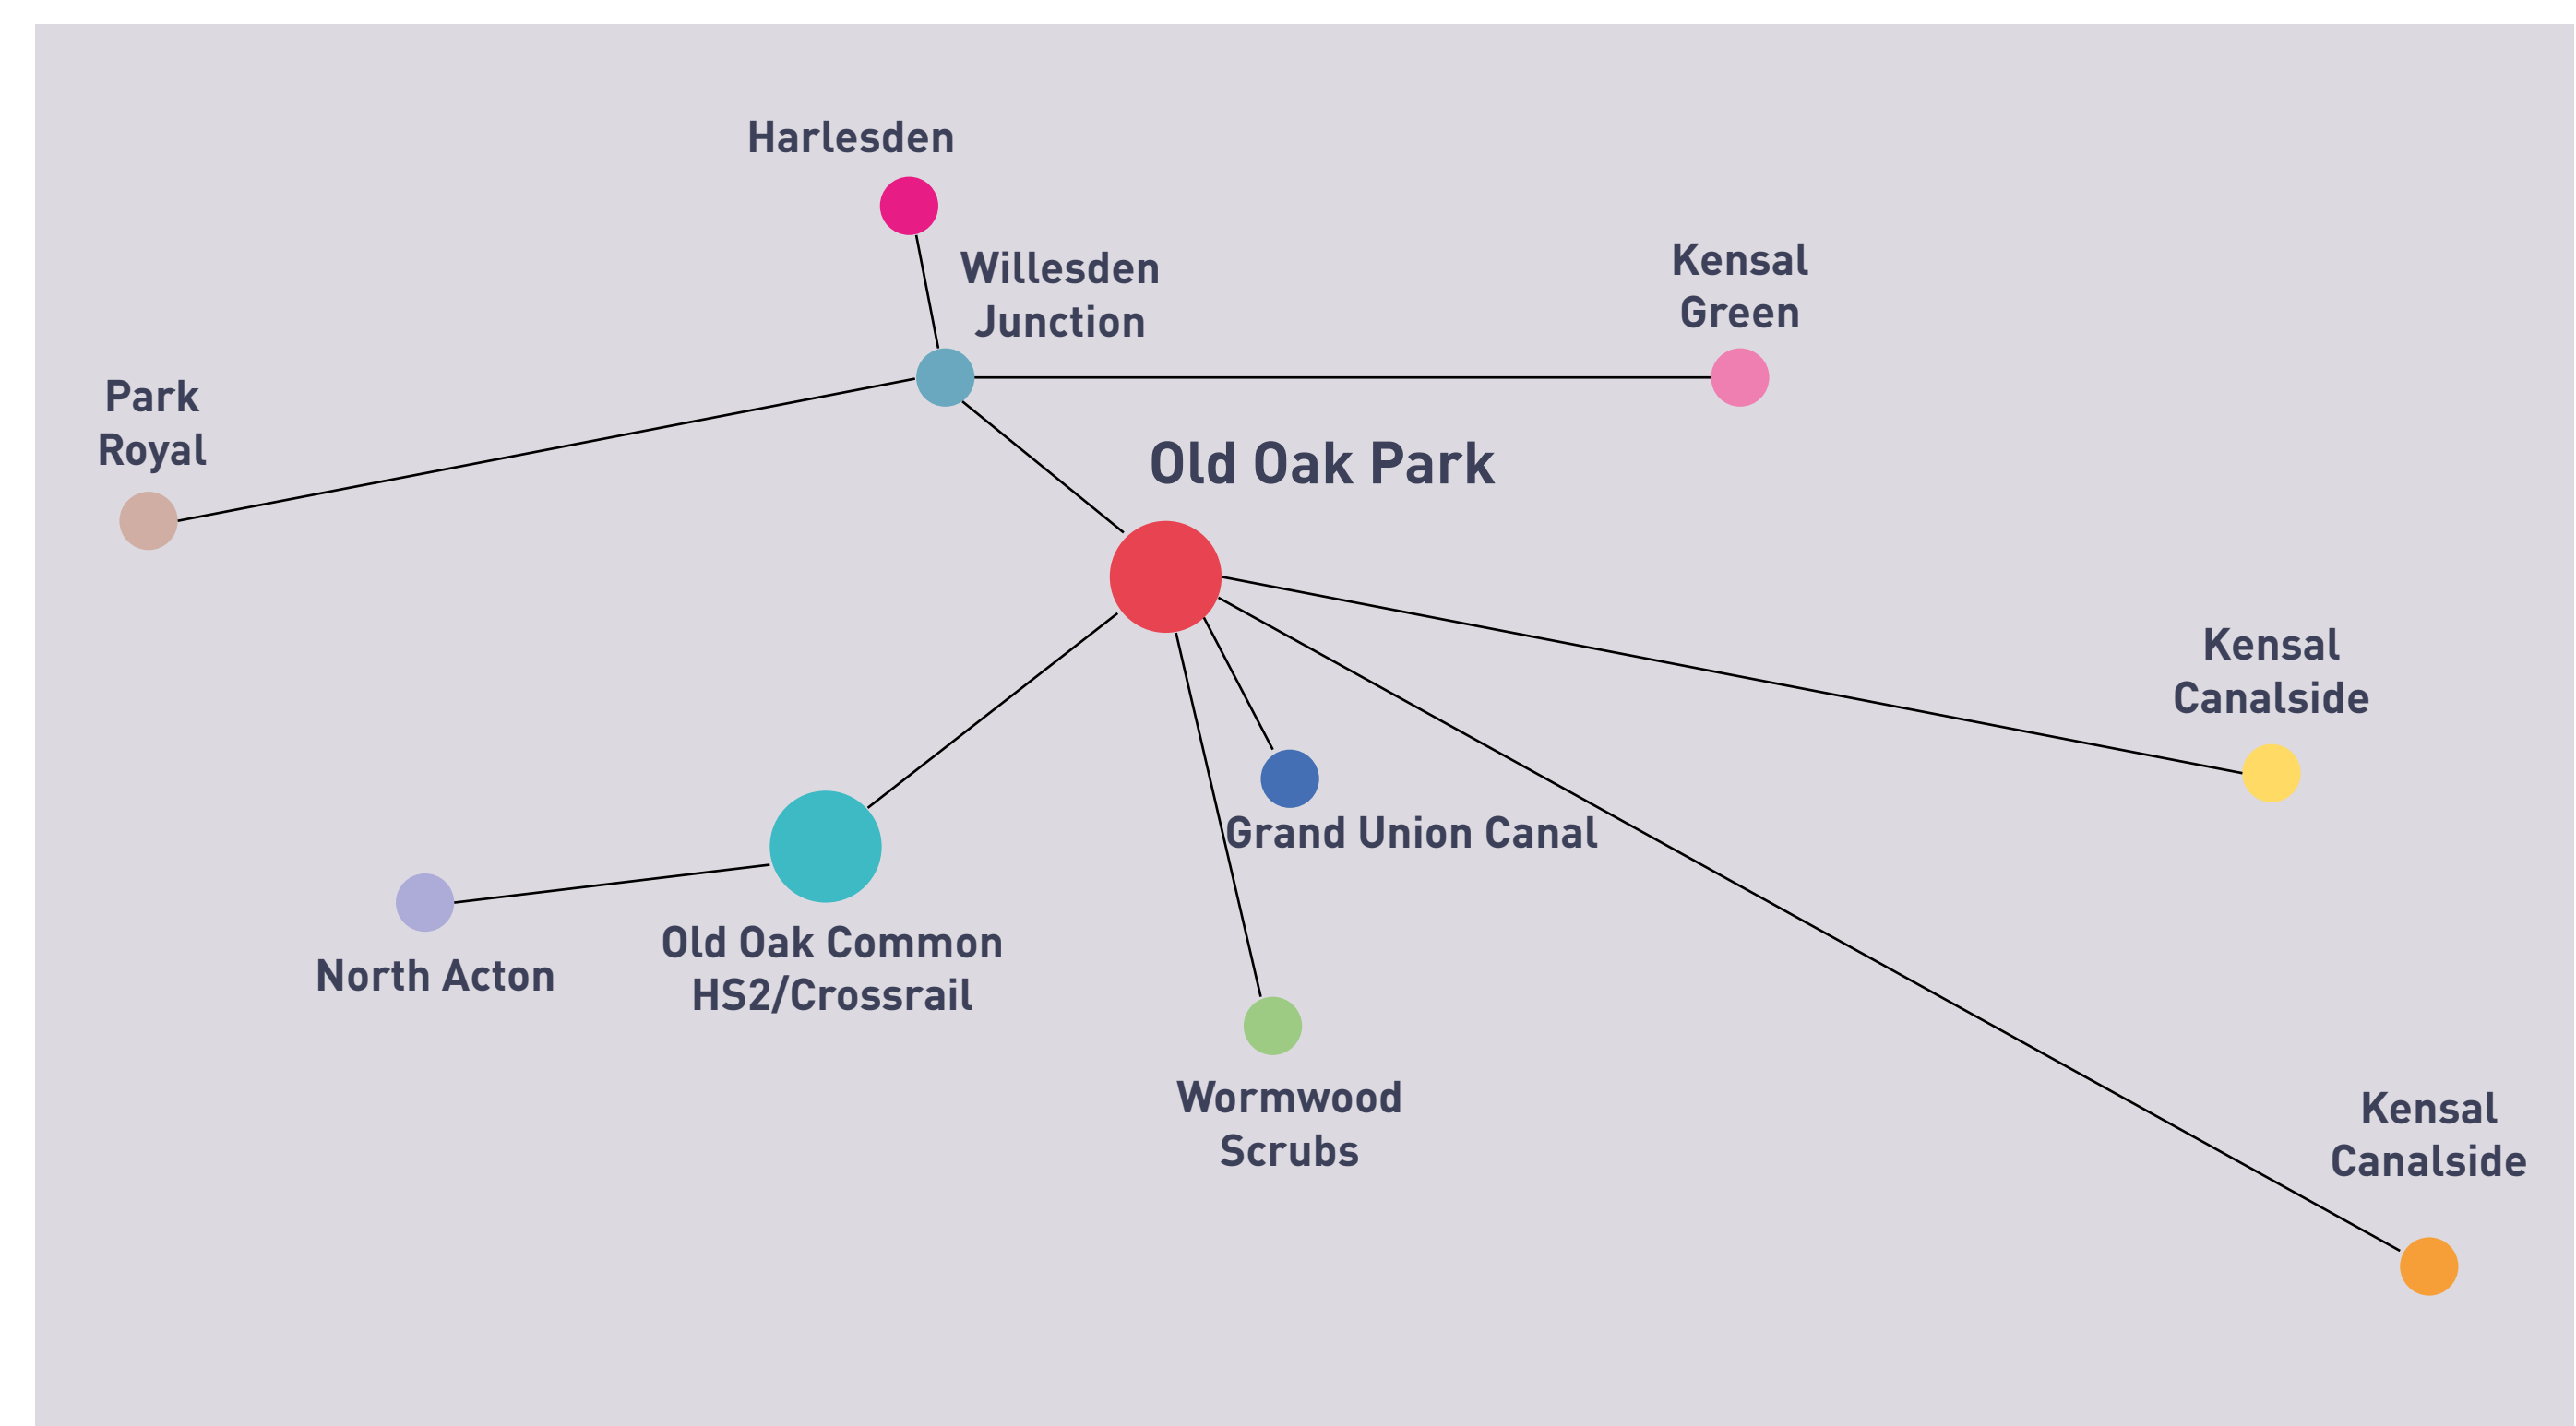 Harlesden
Willesden
Junction
Kensal
Green
Park
Royal
Old Oak Park
Kensal
Canalside
Grand Union Canal
Old Oak Common
HS2/Crossrail
North Acton
Wormwood
Scrubs
Kensal
Canalside